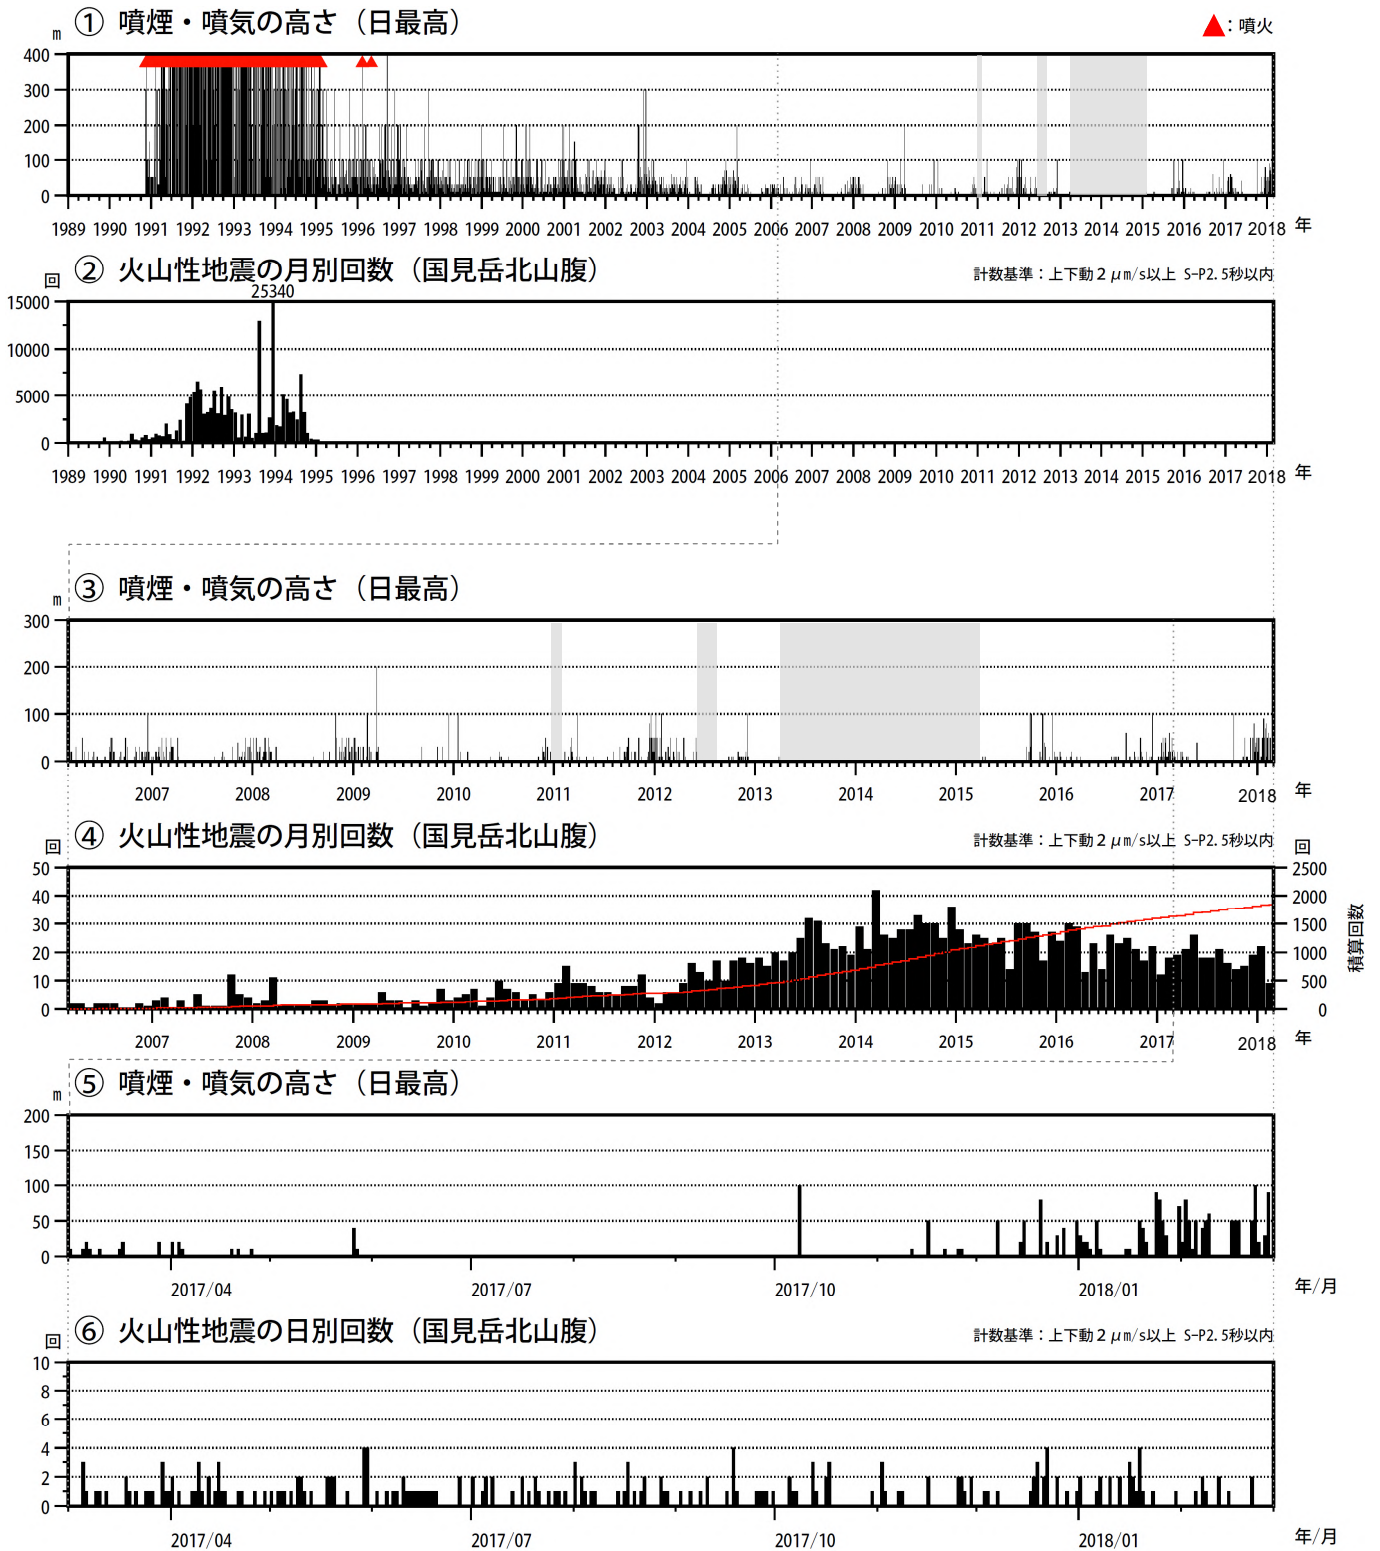 ① 噴煙・噴気の高さ（日最高）
▲：噴火
m
400
300
200
100
0
1989 1990 1991 1992 1993 1994 1995 1996 1997 1998 1999 2000 2001 2002 2003 2004 2005 2006 2007 2008 2009 2010 2011 2012 2013 2014 2015 2016 2017 2018 年
② 火山性地震の月別回数（国見岳北山腹）
計数基準：上下動２μm/s以上 S-P2.5秒以内
回
25340
15000
10000
5000
0
1989 1990 1991 1992 1993 1994 1995 1996 1997 1998 1999 2000 2001 2002 2003 2004 2005 2006 2007 2008 2009 2010 2011 2012 2013 2014 2015 2016 2017 2018 年
③ 噴煙・噴気の高さ（日最高）
m
300
200
100
0
2007 2008 2009 2010 2011 2012 2013 2014 2015 2016 2017 2018 年
④ 火山性地震の月別回数（国見岳北山腹）
計数基準：上下動２μm/s以上 S-P2.5秒以内
回 回
50 2500
40 2000
30 1500
20 1000
10 500
0 0
積算回数
2007 2008 2009 2010 2011 2012 2013 2014 2015 2016 2017 2018 年
⑤ 噴煙・噴気の高さ（日最高）
m
200
150
100
50
0
2017/04 2017/07 2017/10 2018/01 年/月
⑥ 火山性地震の日別回数（国見岳北山腹）
計数基準：上下動２μm/s以上 S-P2.5秒以内
回
10
8
6
4
2
0
2017/04 2017/07 2017/10 2018/01 年/月